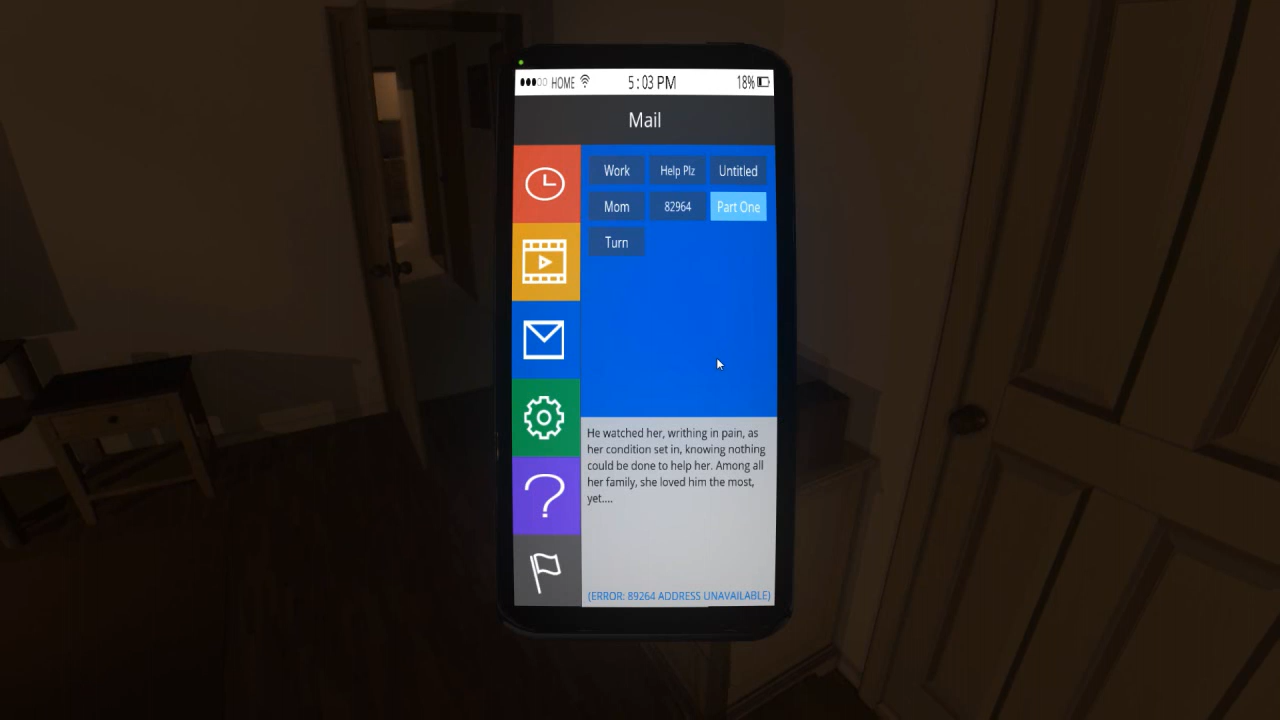 HOME 5:03 PM 18%
Mail
Work Help Plz Untitled
Mom 82964 Part One
Turn
He watched her, writhing in pain, as
her condition set in, knowing nothing
could be done to help her. Among all
her family, she loved him the most,
yet....
(ERROR: 89264 ADDRESS UNAVAILABLE)